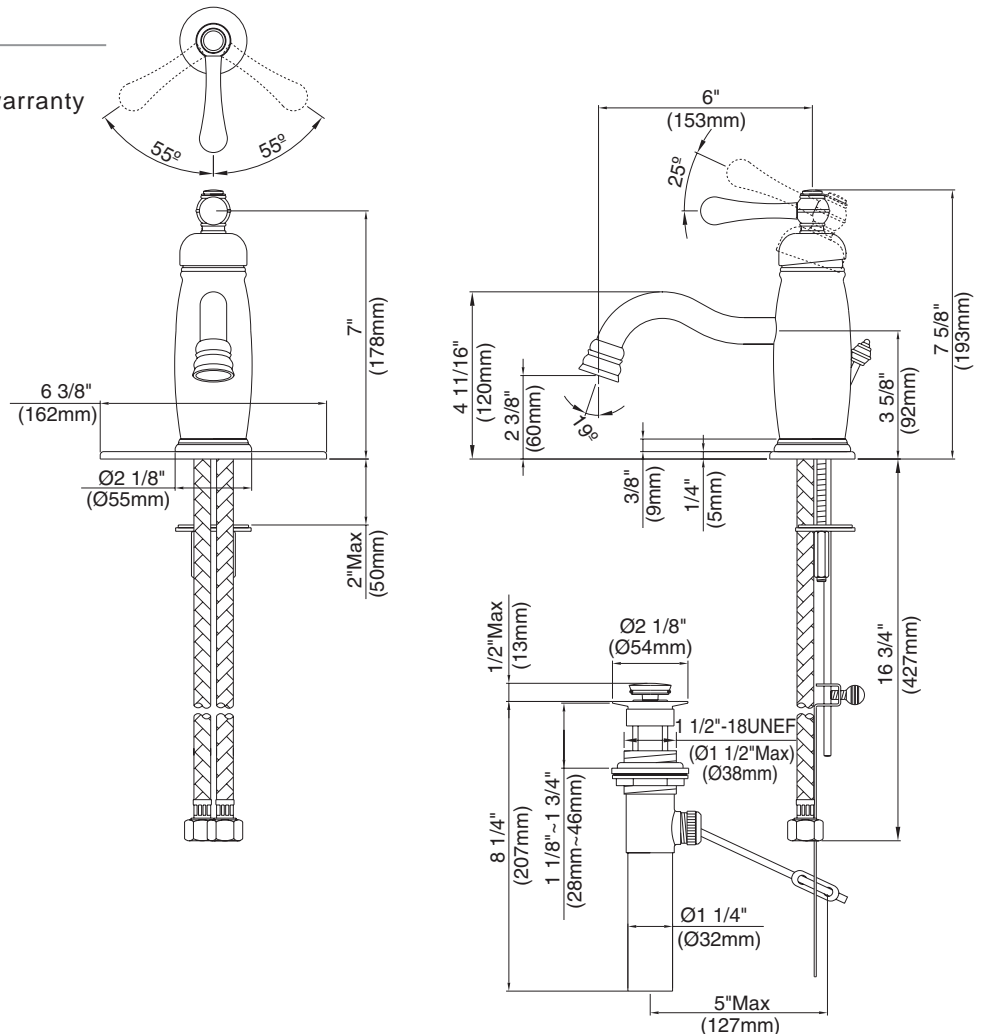 warranty
55º
55º
7"
(178mm)
6 3/8"
(162mm)
Ø2 1/8"
(Ø55mm)
2"Max
(50mm)
6"
(153mm)
25º
4 11/16"
(120mm)
2 3/8"
(60mm)
19º
3/8"
(9mm)
1/4"
(5mm)
3 5/8"
(92mm)
7 5/8"
(193mm)
16 3/4"
(427mm)
1/2"Max
(13mm)
Ø2 1/8"
(Ø54mm)
1 1/2"-18UNEF
(Ø1 1/2"Max)
(Ø38mm)
8 1/4"
(207mm)
1 1/8"~1 3/4"
(28mm~46mm)
Ø1 1/4"
(Ø32mm)
5"Max
(127mm)